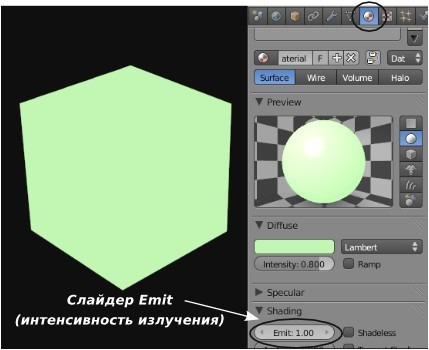 aterial F Dat
Surface Wire Volume Halo
Preview
Diffuse
Lambert
Intensity: 0.800 Ramp
Specular
Слайдер Emit
(интенсивность излучения)
Shading
Emit: 1.00 Shadeless